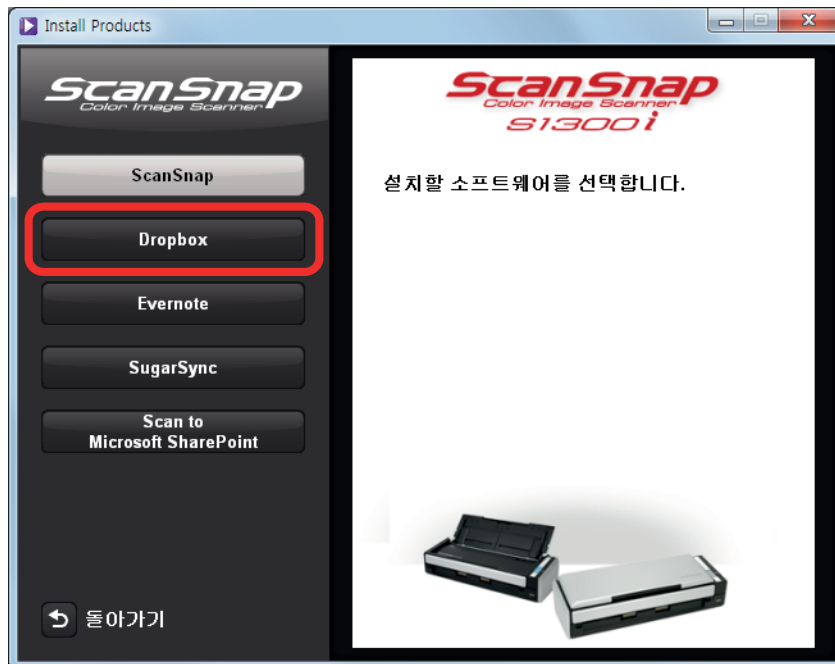 Install Products
ScanSnap
Color Image Scanner
ScanSnap
Dropbox
Evernote
SugarSync
Scan to
Microsoft SharePoint
돌아가기
ScanSnap
Color Image Scanner
S1300i
설치할 소프트웨어를 선택합니다.